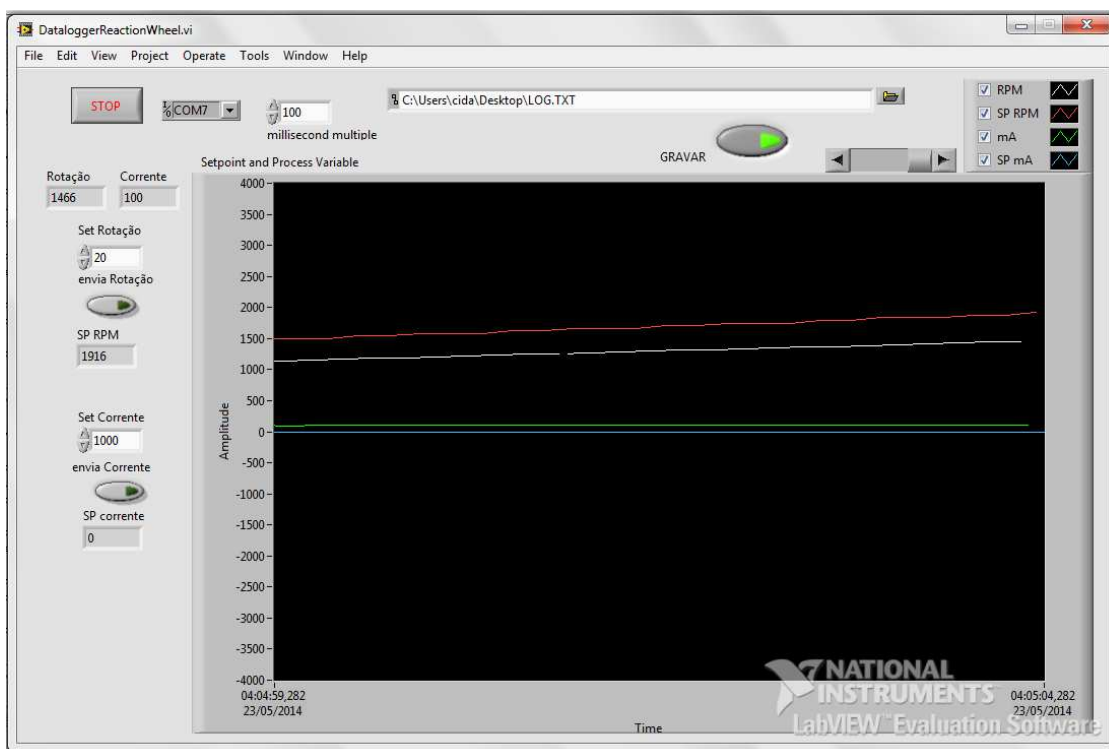 DataloggerReactionWheel.vi
File Edit View Project Operate Tools Window Help
STOP
COM7
100
millisecond multiple
C:\Users\cida\Desktop\LOG.TXT
GRAVAR
RPM
SP RPM
mA
SP mA
Setpoint and Process Variable
Rotação Corrente
1466 100
Set Rotação
20
envia Rotação
SP RPM
1916
Set Corrente
1000
envia Corrente
SP corrente
0
Amplitude
4000
3500
3000
2500
2000
1500
1000
500
0
-500
-1000
-1500
-2000
-2500
-3000
-3500
-4000
04:04:59,282
23/05/2014
04:05:04,282
23/05/2014
Time
NATIONAL
INSTRUMENTS
LabVIEW™ Evaluation Software